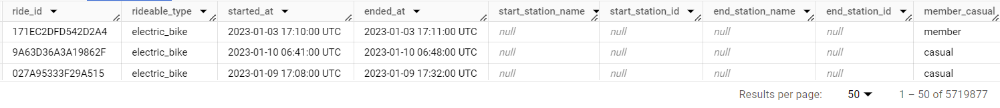 ride_id rideable_type started_at ended_at start_station_name start_station_id end_station_name end_station_id member_casual
171EC2DFD542D2A4 electric_bike 2023-01-03 17:10:00 UTC 2023-01-03 17:11:00 UTC null null null null member
9A63D36A3A19862F electric_bike 2023-01-10 06:41:00 UTC 2023-01-10 06:48:00 UTC null null null null casual
027A95333F29A515 electric_bike 2023-01-09 17:08:00 UTC 2023-01-09 17:32:00 UTC null null null null casual
Results per page: 50 1 – 50 of 5719877